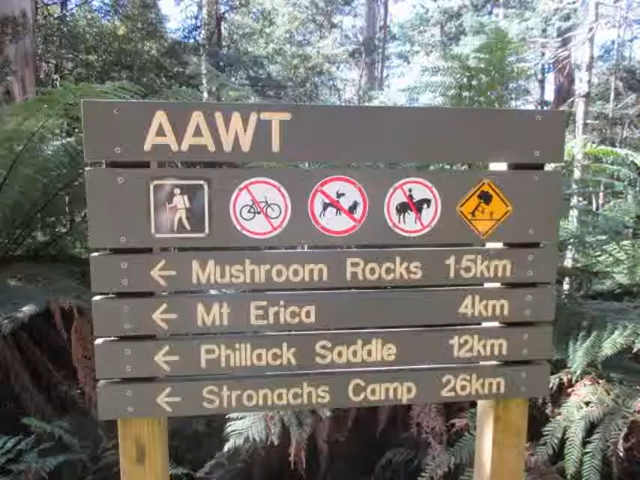 AAWT
← Mushroom Rocks 1·5km
← Mt Erica 4km
← Phillack Saddle 12km
← Stronachs Camp 26km